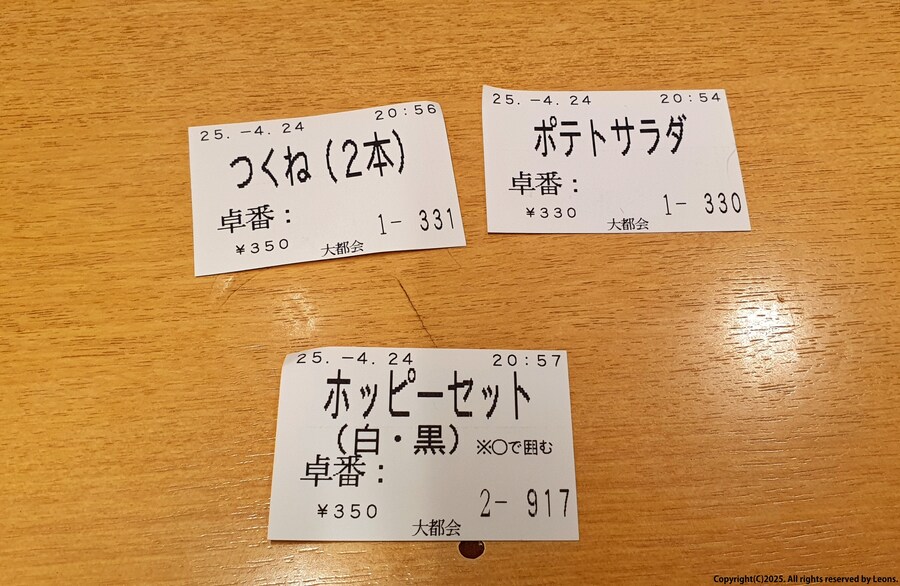 25.-4.24 20:56
つくね(2本)
卓番：
1- 331
¥350
大都会
25.-4.24 20:54
ポテトサラダ
卓番：
1- 330
¥330
大都会
25.-4.24 20:57
ホッピーセット
(白・黒) ※○で囲む
卓番：
¥350 2- 917
大都会
Copyright(C)2025. All rights reserved by Leons.